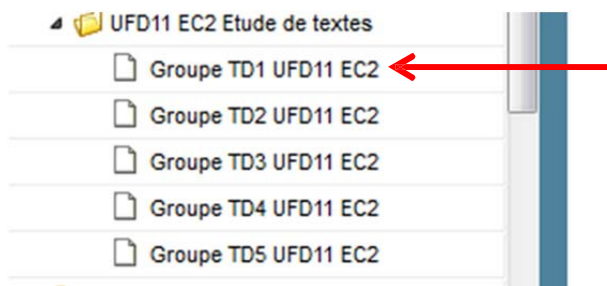 UFD11 EC2 Etude de textes
Groupe TD1 UFD11 EC2
Groupe TD2 UFD11 EC2
Groupe TD3 UFD11 EC2
Groupe TD4 UFD11 EC2
Groupe TD5 UFD11 EC2